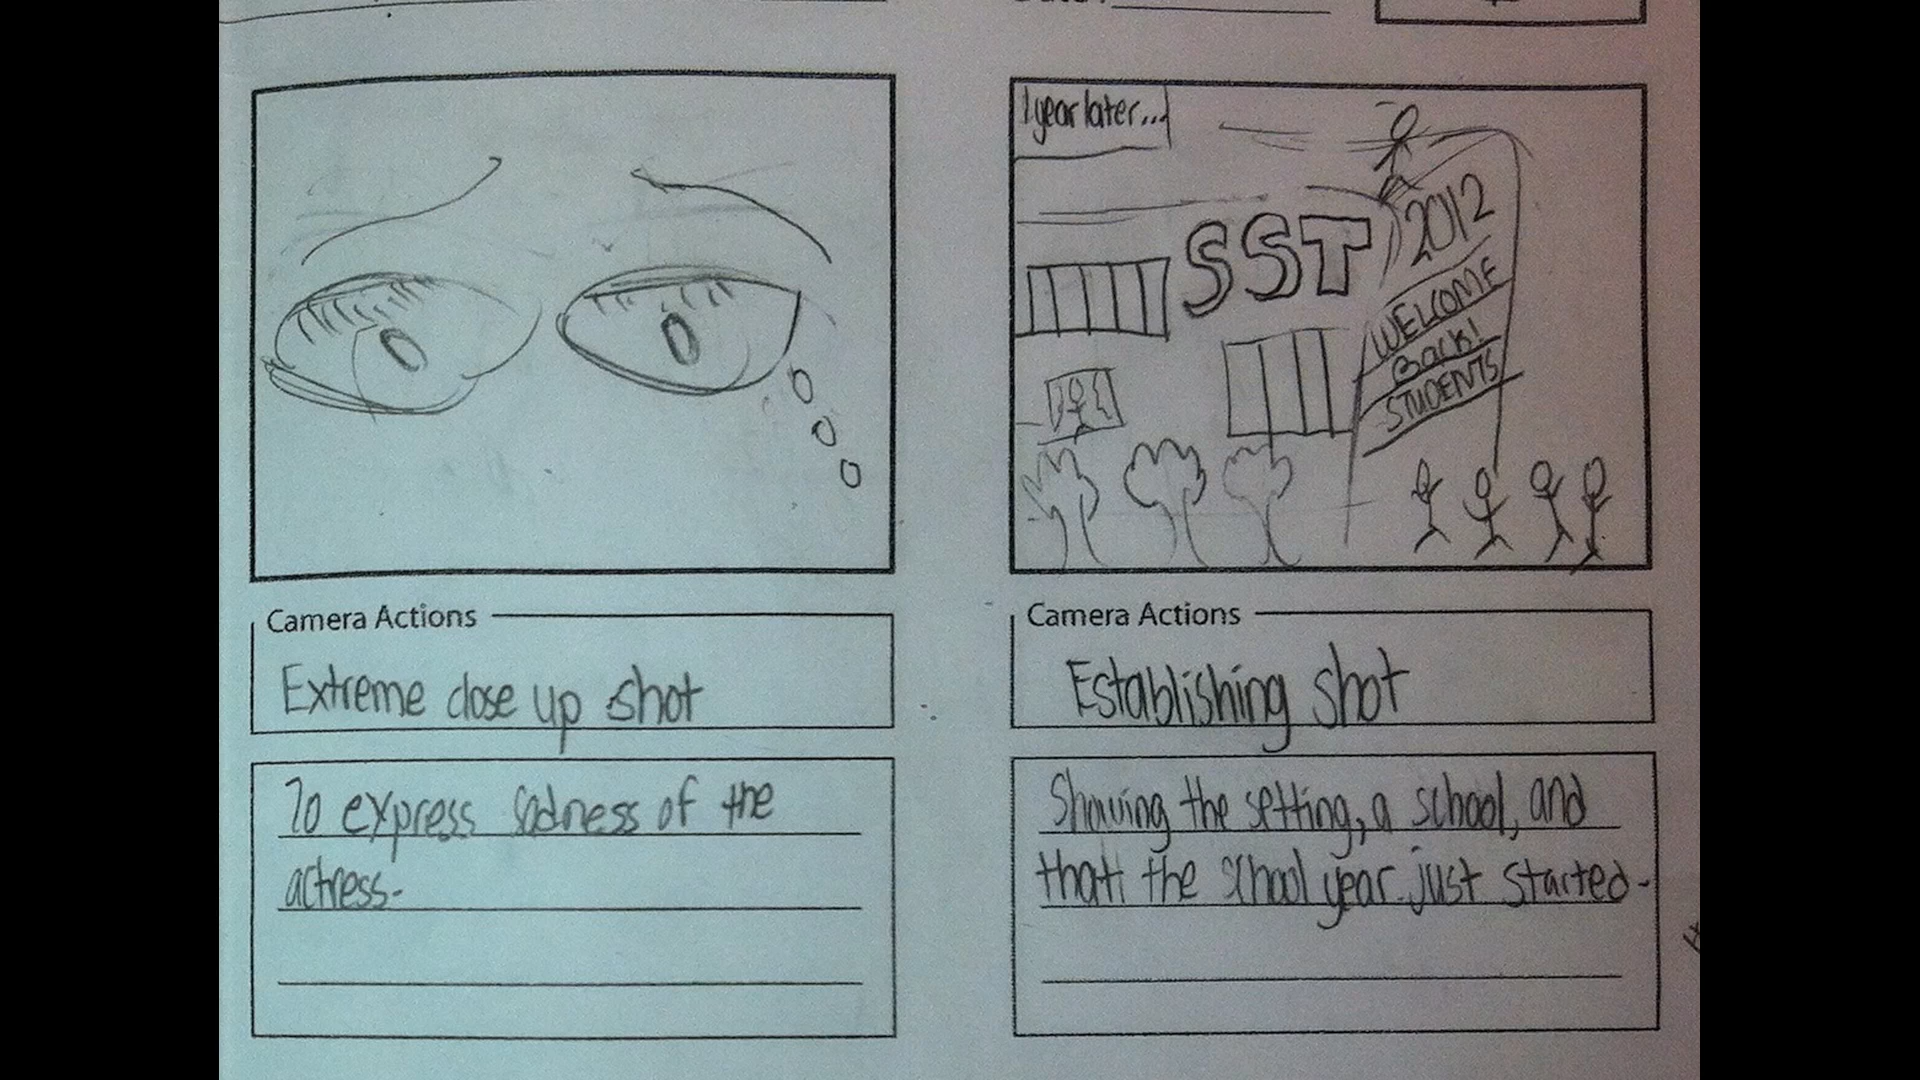 1 year later...
SST
2012
WELCOME
Back!
STUDENTS
Camera Actions
Extreme close up shot
To express sadness of the
actress.
Camera Actions
Establishing shot
Showing the setting, a school, and
that the school year just started.